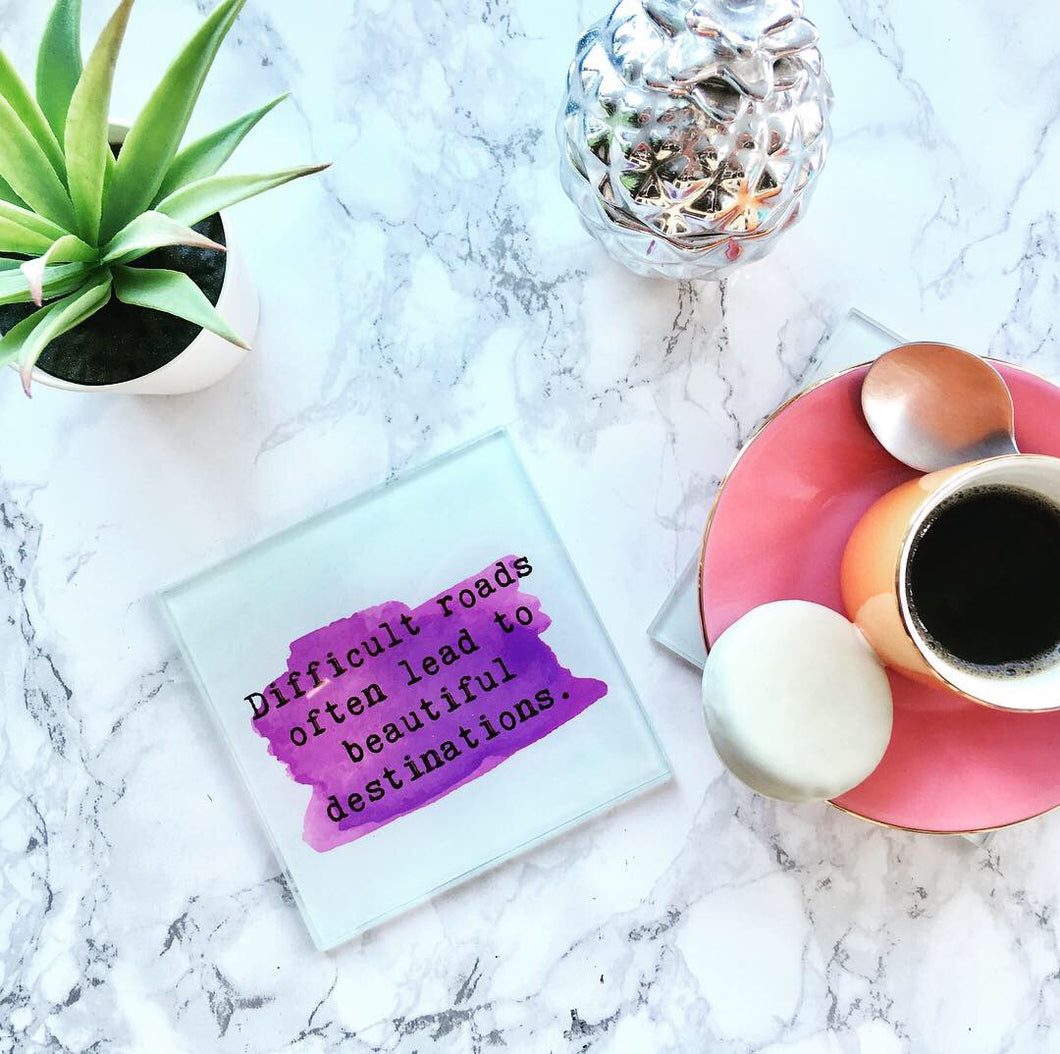 Difficult roads
often lead to
beautiful
destinations.